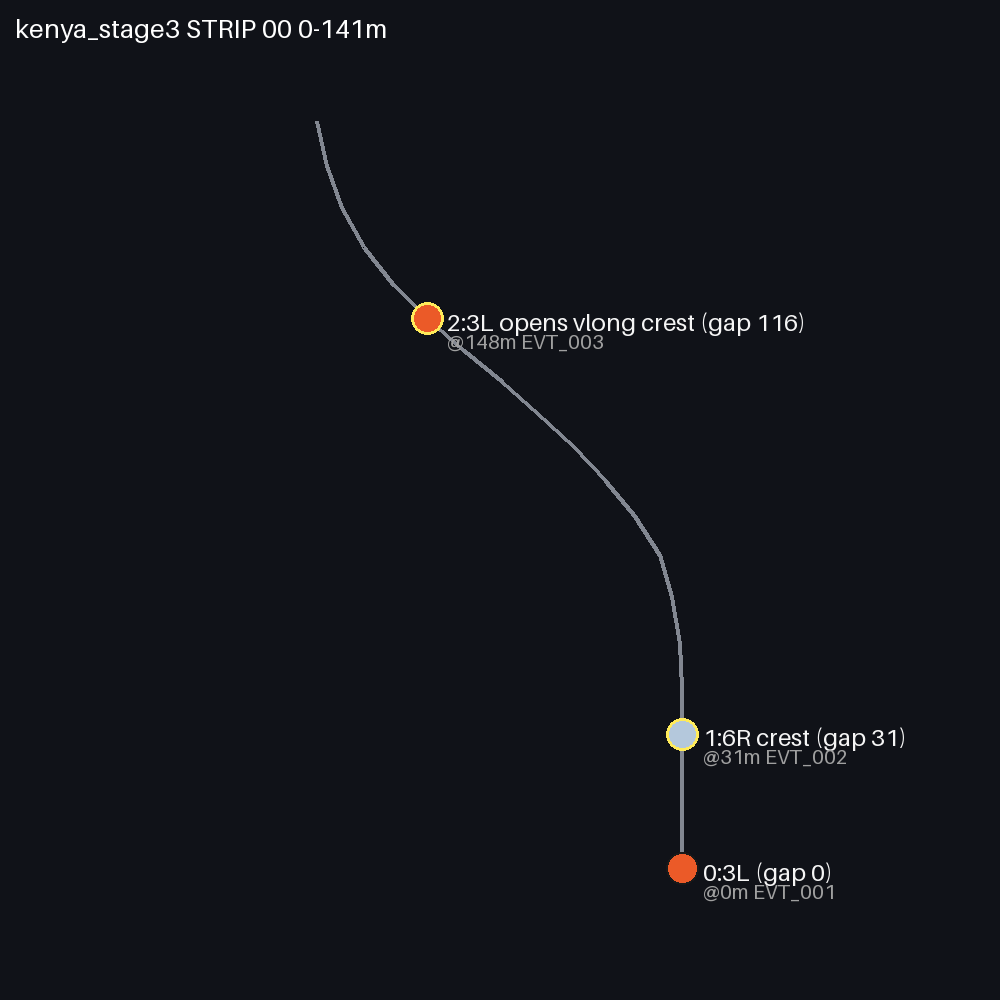 kenya_stage3 STRIP 00 0-141m
2:3L opens vlong crest (gap 116)
@148m EVT_003
1:6R crest (gap 31)
@31m EVT_002
0:3L (gap 0)
@0m EVT_001